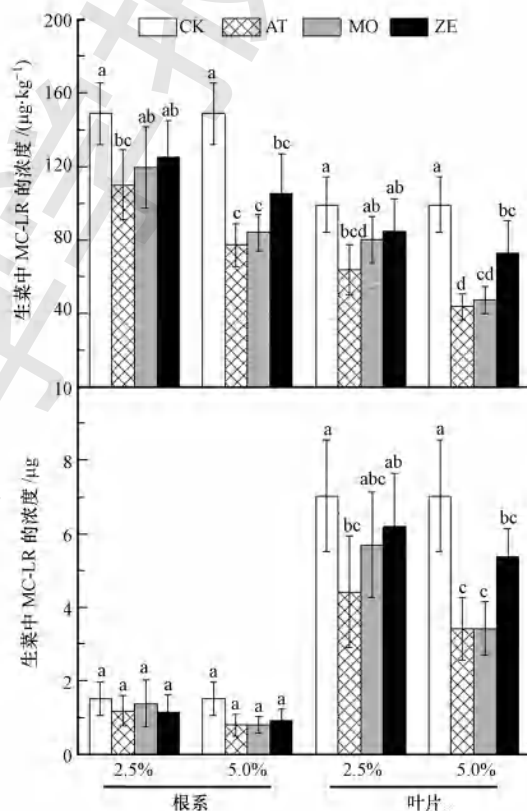 生菜中 MC-LR 的浓度 /(μg·kg⁻¹)
200
160
120
80
40
10
CK AT MO ZE
a bc ab ab
a c c bc
a bcd ab ab
a d cd bc
生菜中 MC-LR 的浓度 /μg
8
6
4
2
0
a a a a
a a a a
a bc abc ab
a c c bc
2.5% 5.0% 2.5% 5.0%
根系 叶片